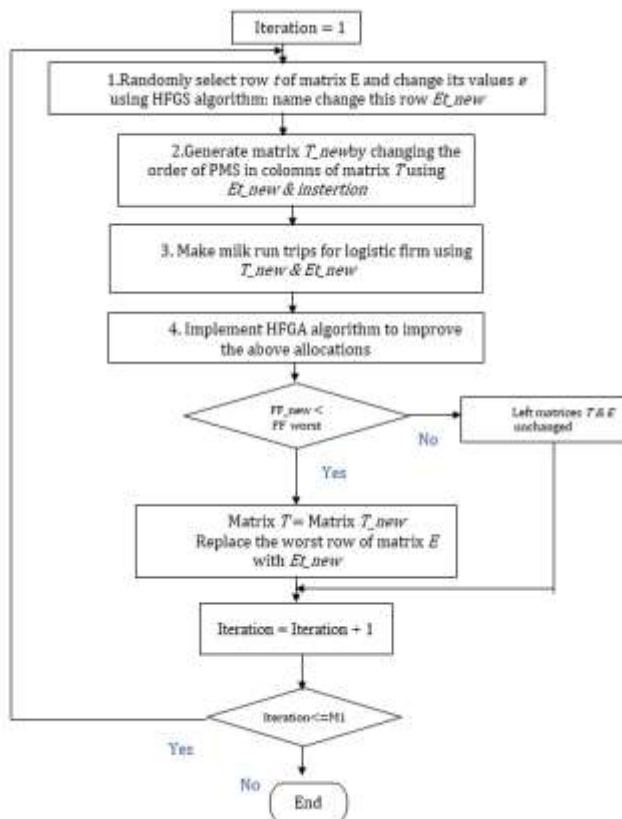 Iteration = 1
1.Randomly select row t of matrix E and change its values e
using HFGS algorithm: name change this row Et_new
2.Generate matrix T_newby changing the
order of PMS in colomns of matrix T using
Et_new & instertion
3. Make milk run trips for logistic firm using
T_new & Et_new
4. Implement HFGA algorithm to improve
the above allocations
FF_new <
FF worst
No
Left matrices T & E
unchanged
Yes
Matrix T = Matrix T_new
Replace the worst row of matrix E
with Et_new
Iteration = Iteration + 1
Iteration<=M1
Yes
No
End